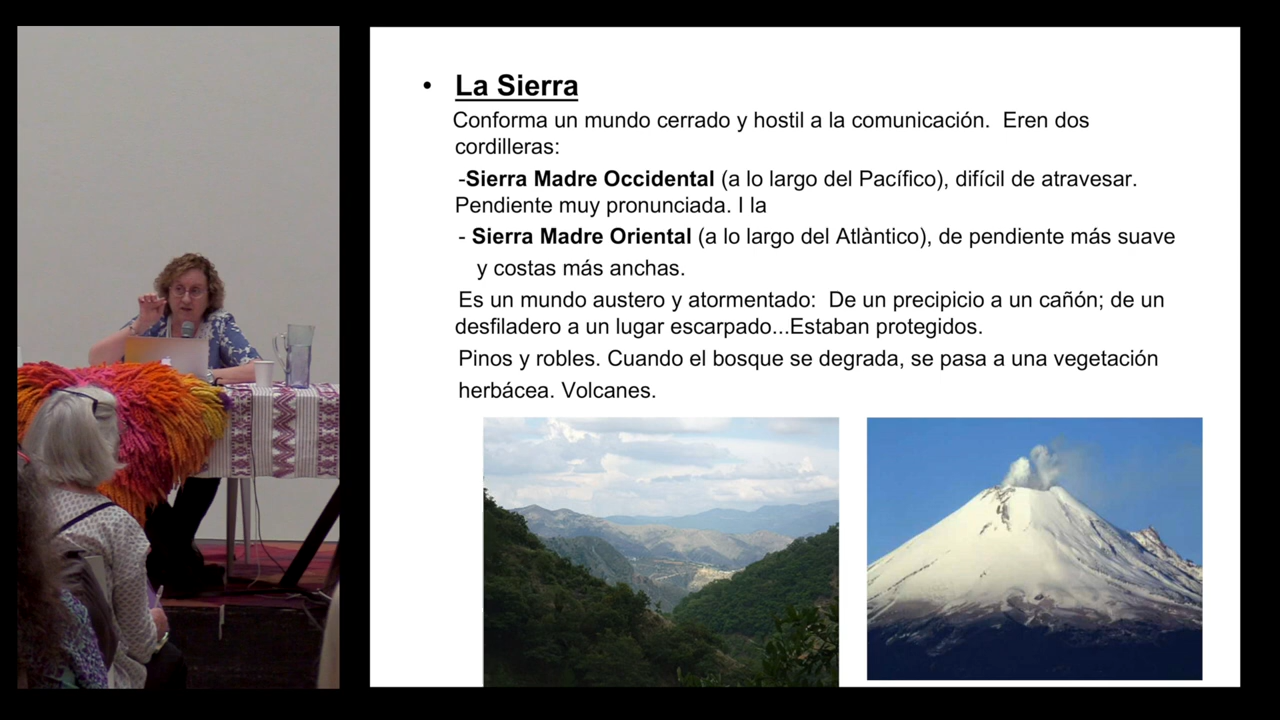 • La Sierra
Conforma un mundo cerrado y hostil a la comunicación.  Eren dos
cordilleras:
-Sierra Madre Occidental (a lo largo del Pacífico), difícil de atravesar.
Pendiente muy pronunciada. I la
- Sierra Madre Oriental (a lo largo del Atlàntico), de pendiente más suave
y costas más anchas.
Es un mundo austero y atormentado:  De un precipicio a un cañón; de un
desfiladero a un lugar escarpado...Estaban protegidos.
Pinos y robles. Cuando el bosque se degrada, se pasa a una vegetación
herbácea. Volcanes.